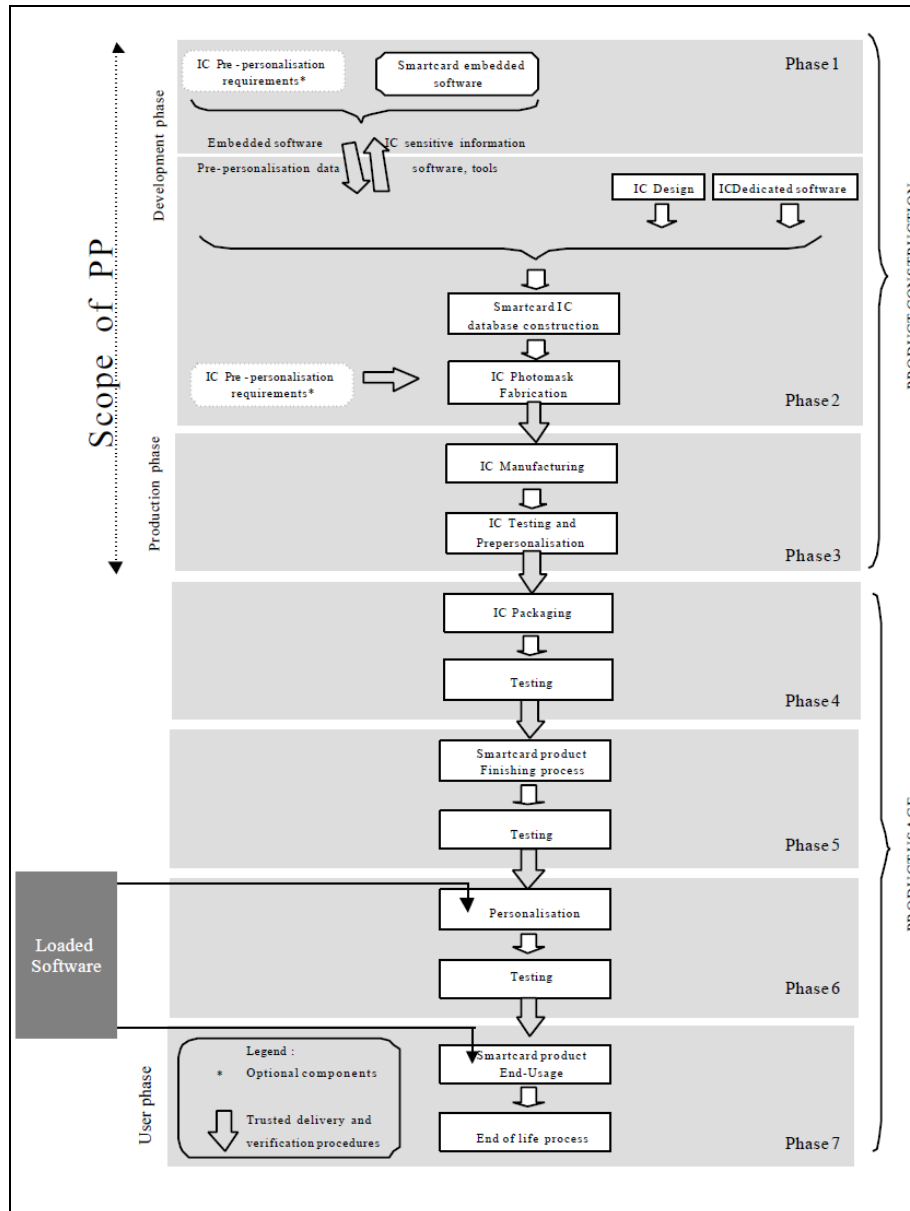 IC Pre - personalisation
requirements*
Smartcard embedded
software
Phase 1
Embedded software
IC sensitive information
Pre-personalisation data
software, tools
Development phase
IC Design
ICDedicated software
Scope of PP
Smartcard IC
database construction
IC Pre - personalisation
requirements*
IC Photomask
Fabrication
Phase 2
PRODUCT CONSTRUCTION
Production phase
IC Manufacturing
IC Testing and
Prepersonalisation
Phase3
IC Packaging
Testing
Phase 4
Smartcard product
Finishing process
Testing
Phase 5
PRODUCT USAGE
Loaded
Software
Personalisation
Testing
Phase 6
User phase
Legend :
* Optional components
Trusted delivery and
verification procedures
Smartcard product
End-Usage
End of life process
Phase 7